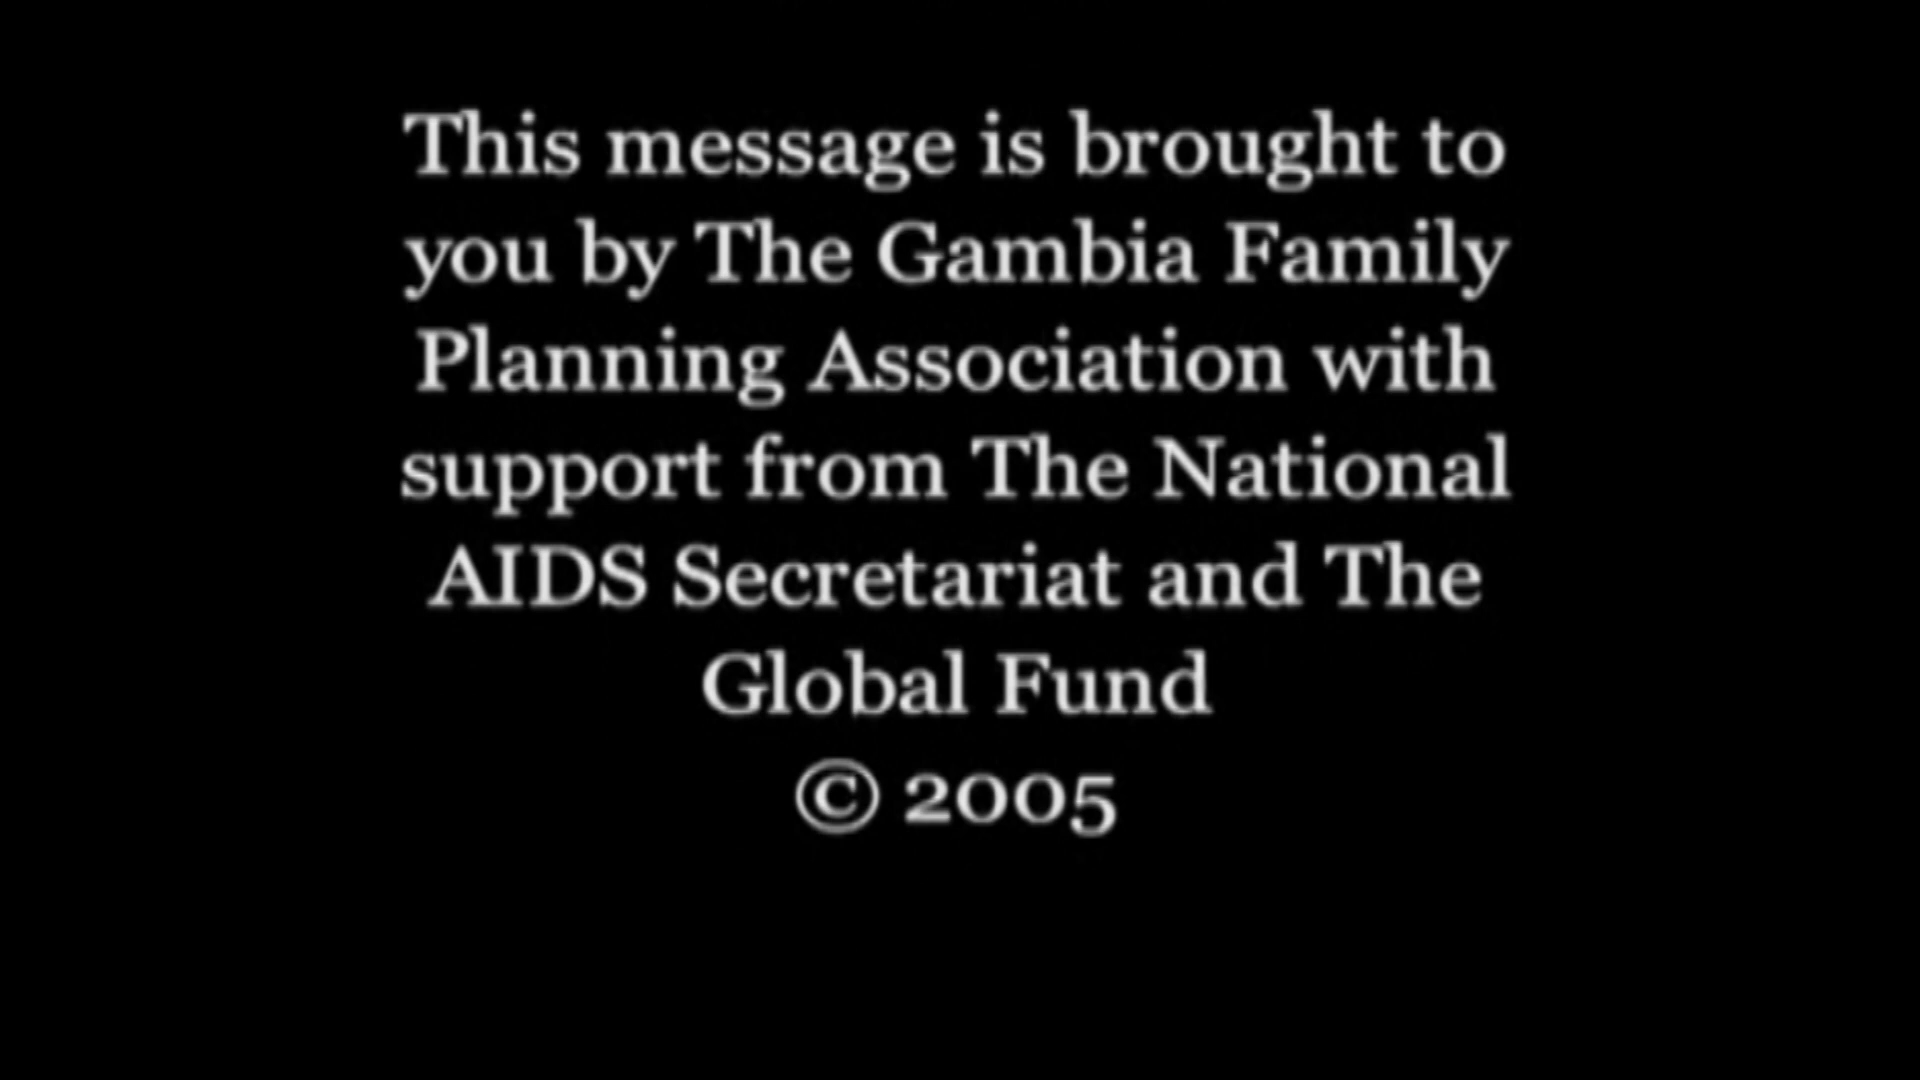 This message is brought to
you by The Gambia Family
Planning Association with
support from The National
AIDS Secretariat and The
Global Fund
© 2005